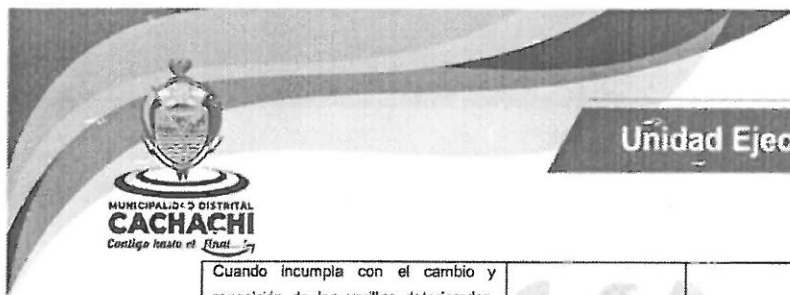 Unidad Ejec
MUNICIPALIDAD DISTRITAL
CACHACHI
Contigo hasta el Final...!
Cuando incumpla con el cambio y